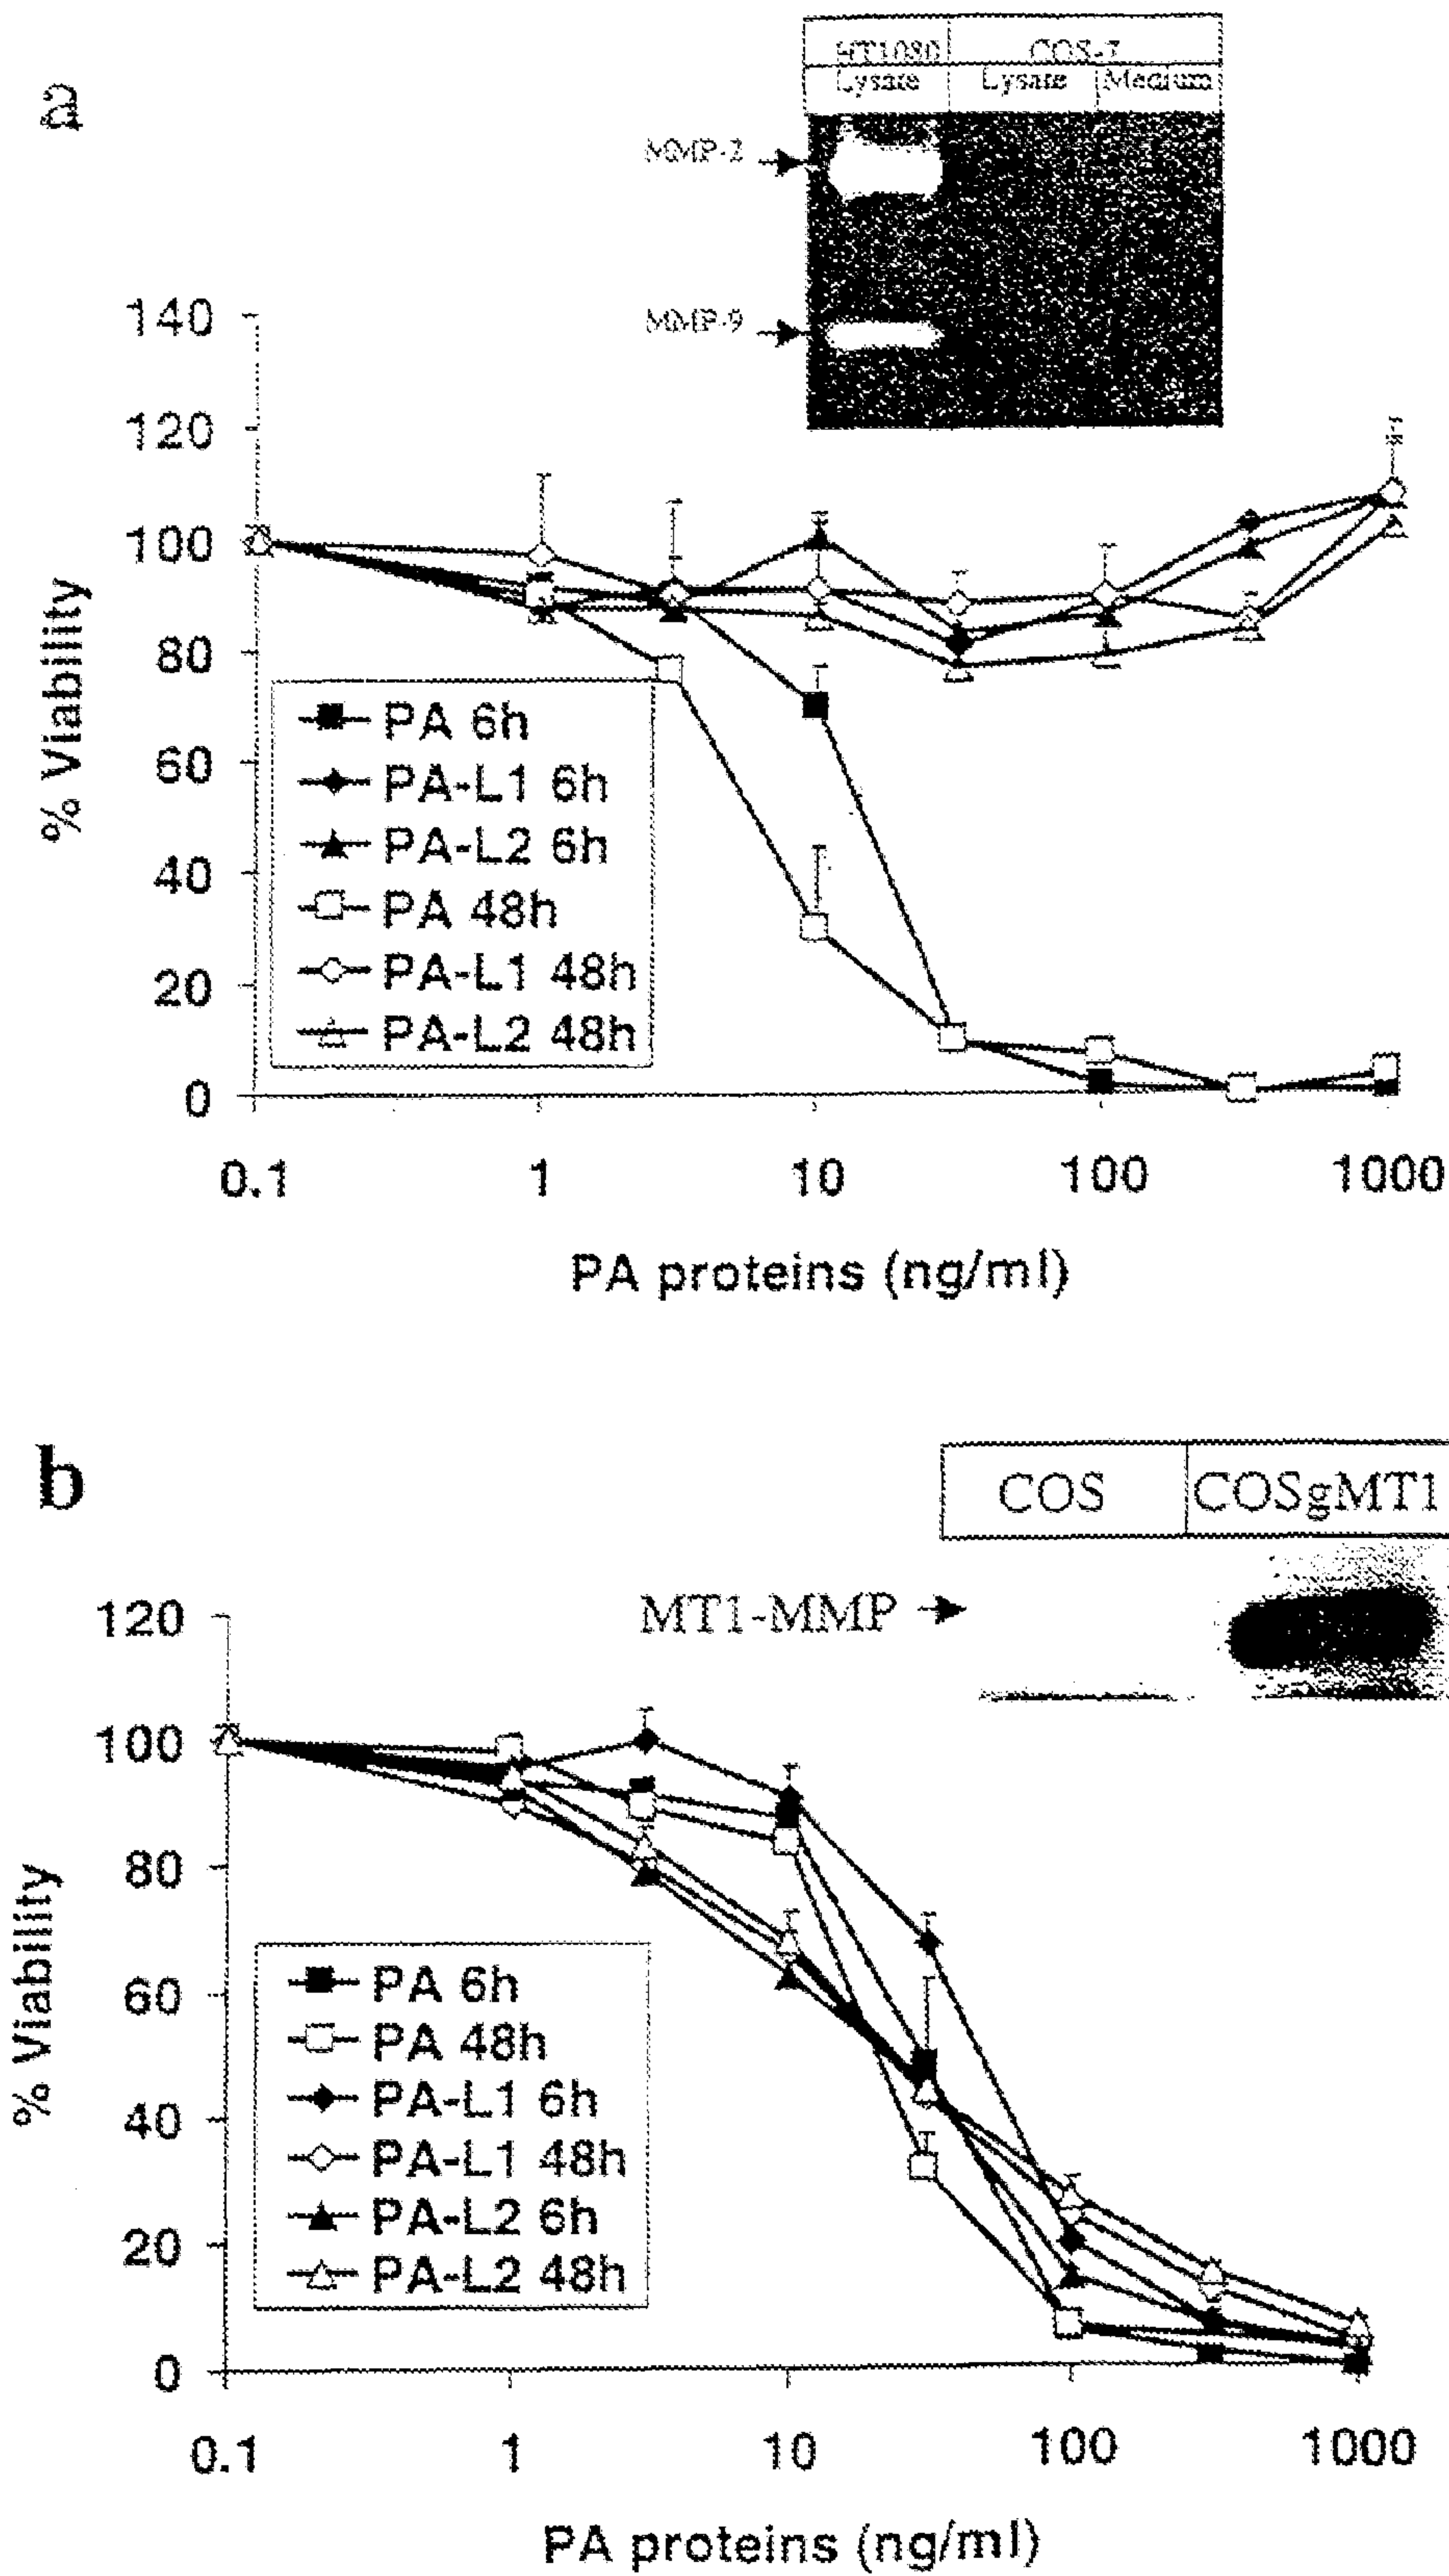 a
HT1080 COS-7
Lysate Lysate Medium
MMP-2
MMP-9
140
120
100
80
60
40
20
0
% Viability
PA 6h
PA-L1 6h
PA-L2 6h
PA 48h
PA-L1 48h
PA-L2 48h
0.1 1 10 100 1000
PA proteins (ng/ml)
b
COS COSgMT1
MT1-MMP
120
100
80
60
40
20
0
% Viability
PA 6h
PA 48h
PA-L1 6h
PA-L1 48h
PA-L2 6h
PA-L2 48h
0.1 1 10 100 1000
PA proteins (ng/ml)